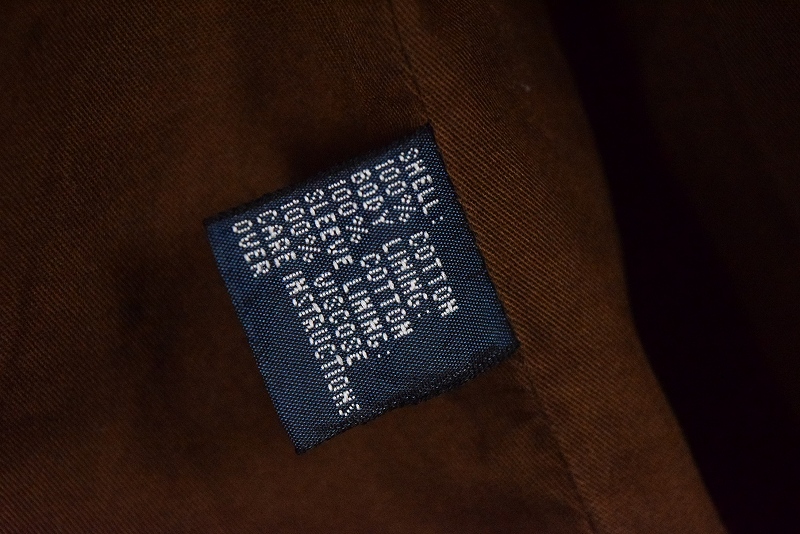 SHELL:
100% COTTON
BODY LINING:
100% COTTON
SLEEVE LINING:
100% VISCOSE
CARE INSTRUCTIONS
OVER